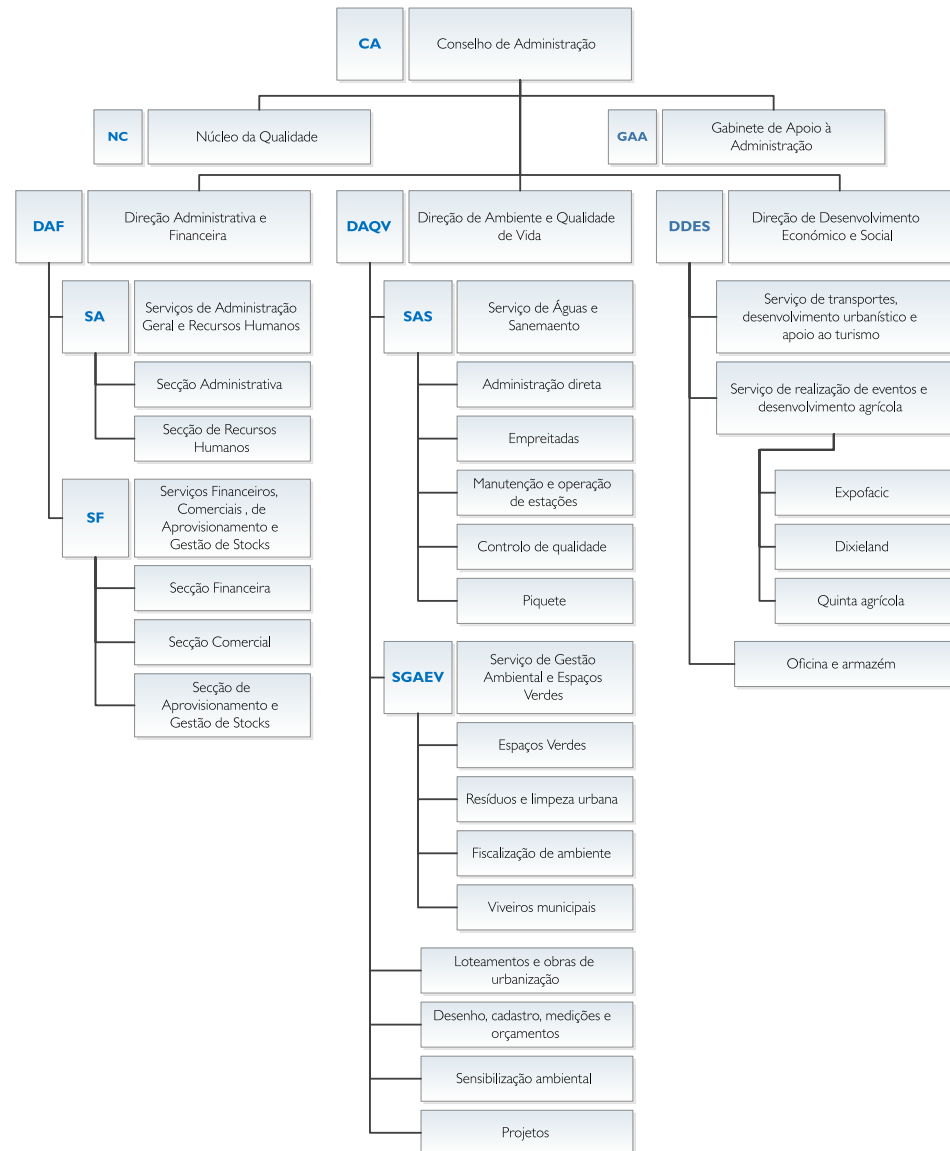 CA
Conselho de Administração
NC
Núcleo da Qualidade
GAA
Gabinete de Apoio à
Administração
DAF
Direção Administrativa e
Financeira
SA
Serviços de Administração
Geral e Recursos Humanos
Secção Administrativa
Secção de Recursos
Humanos
SF
Serviços Financeiros,
Comerciais , de
Aprovisionamento e
Gestão de Stocks
Secção Financeira
Secção Comercial
Secção de
Aprovisionamento e
Gestão de Stocks
DAQV
Direção de Ambiente e Qualidade
de Vida
SAS
Serviço de Águas e
Sanemaento
Administração direta
Empreitadas
Manutenção e operação
de estações
Controlo de qualidade
Piquete
SGAEV
Serviço de Gestão
Ambiental e Espaços
Verdes
Espaços Verdes
Resíduos e limpeza urbana
Fiscalização de ambiente
Viveiros municipais
Loteamentos e obras de
urbanização
Desenho, cadastro, medições e
orçamentos
Sensibilização ambiental
Projetos
DDES
Direção de Desenvolvimento
Económico e Social
Serviço de transportes,
desenvolvimento urbanístico e
apoio ao turismo
Serviço de realização de eventos e
desenvolvimento agrícola
Expofacic
Dixieland
Quinta agrícola
Oficina e armazém